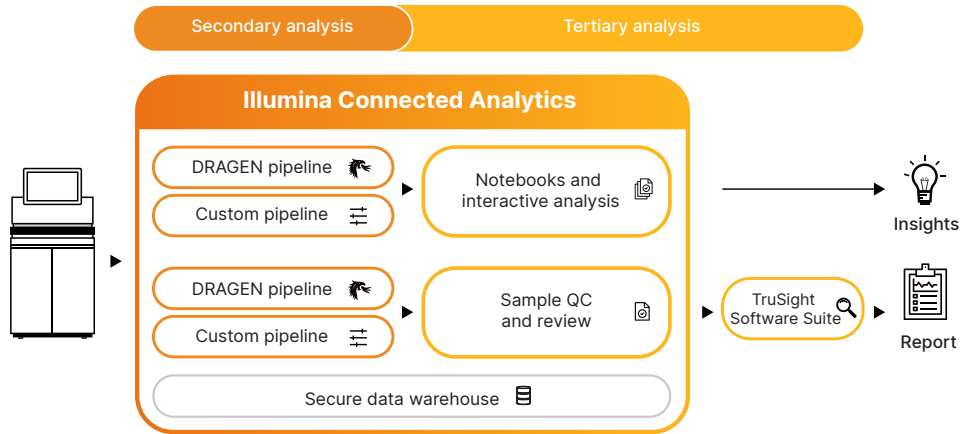 Secondary analysis
Tertiary analysis
Illumina Connected Analytics
DRAGEN pipeline
Custom pipeline
Notebooks and
interactive analysis
Insights
DRAGEN pipeline
Custom pipeline
Sample QC
and review
TruSight
Software Suite
Report
Secure data warehouse